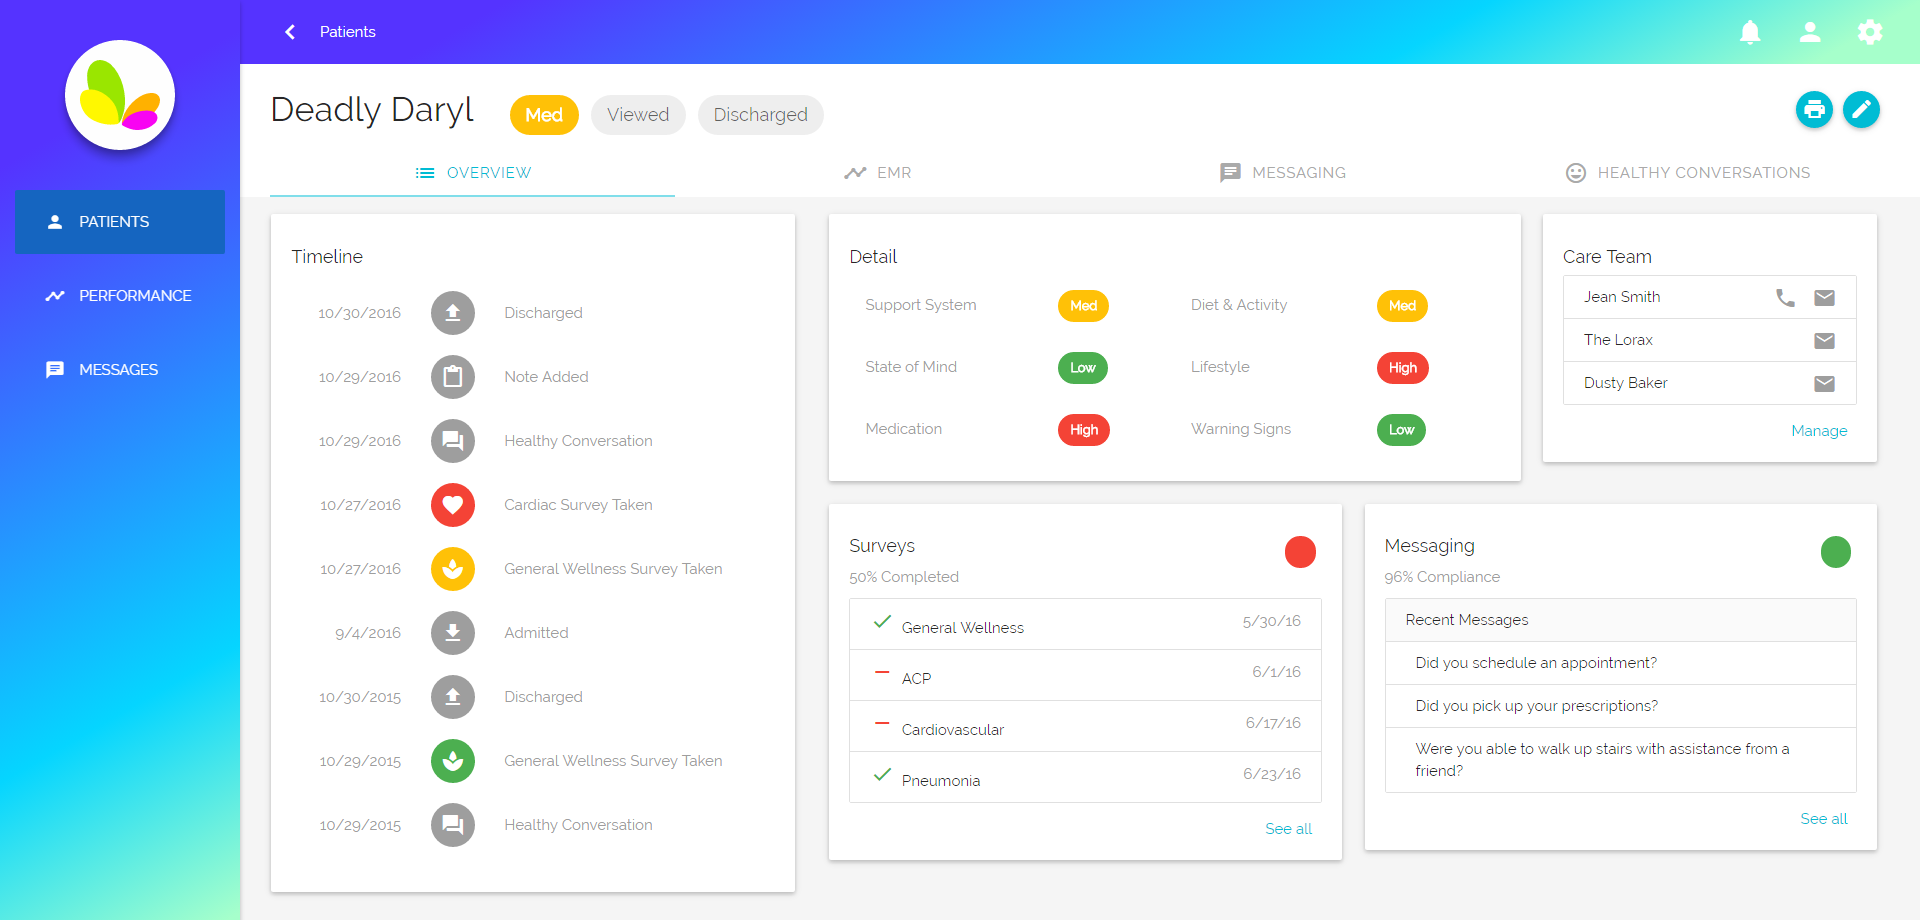 Patients
PATIENTS
PERFORMANCE
MESSAGES
Deadly Daryl
Med
Viewed
Discharged
OVERVIEW
EMR
MESSAGING
HEALTHY CONVERSATIONS
Timeline
10/30/2016 Discharged
10/29/2016 Note Added
10/29/2016 Healthy Conversation
10/27/2016 Cardiac Survey Taken
10/27/2016 General Wellness Survey Taken
9/4/2016 Admitted
10/30/2015 Discharged
10/29/2015 General Wellness Survey Taken
10/29/2015 Healthy Conversation
Detail
Support System Med Diet & Activity Med
State of Mind Low Lifestyle High
Medication High Warning Signs Low
Care Team
Jean Smith
The Lorax
Dusty Baker
Manage
Surveys
50% Completed
General Wellness 5/30/16
ACP 6/1/16
Cardiovascular 6/17/16
Pneumonia 6/23/16
See all
Messaging
96% Compliance
Recent Messages
Did you schedule an appointment?
Did you pick up your prescriptions?
Were you able to walk up stairs with assistance from a
friend?
See all